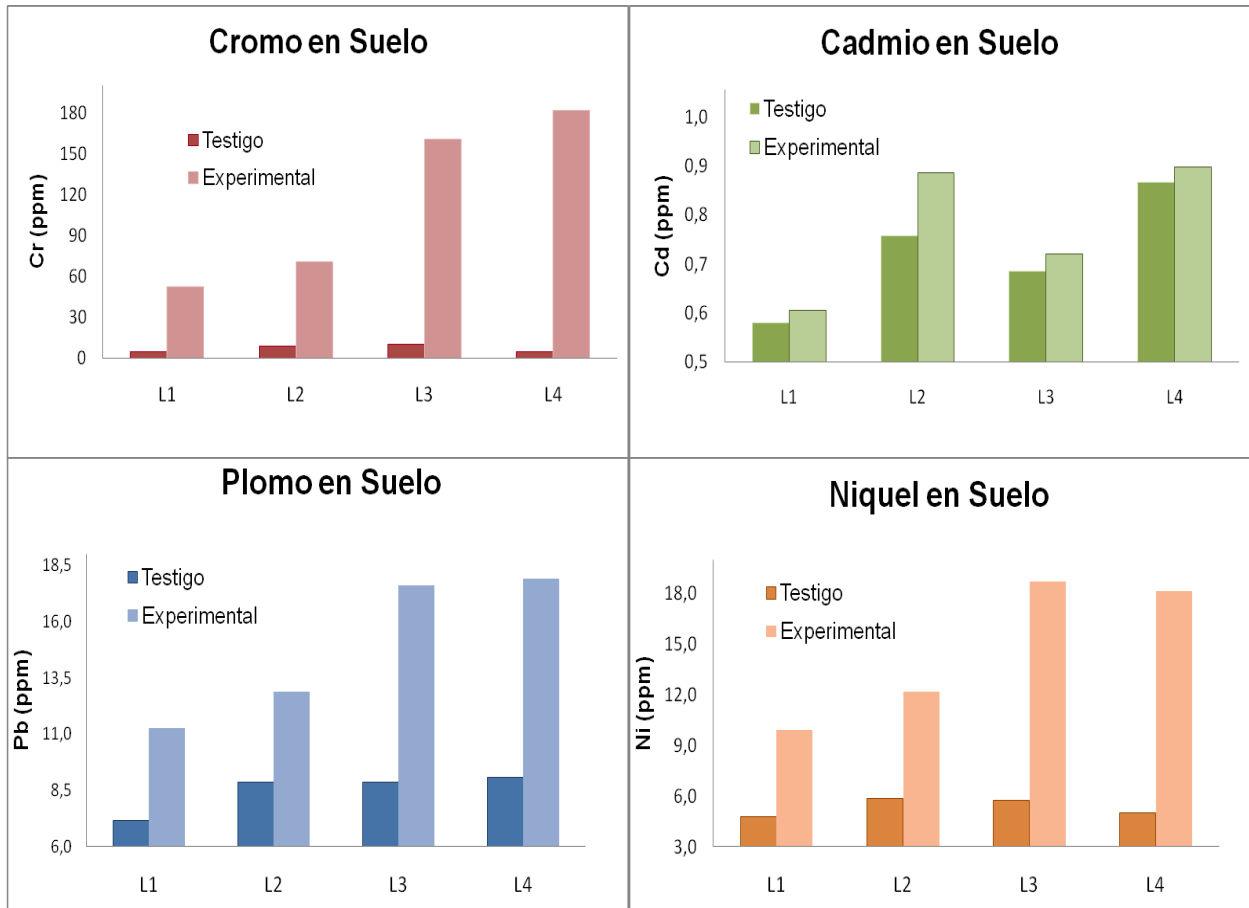 Cromo en Suelo
Cr (ppm)
180
150
120
90
60
30
0
Testigo
Experimental
L1 L2 L3 L4
Cadmio en Suelo
Cd (ppm)
1,0
0,9
0,8
0,7
0,6
0,5
Testigo
Experimental
L1 L2 L3 L4
Plomo en Suelo
Pb (ppm)
18,5
16,0
13,5
11,0
8,5
6,0
Testigo
Experimental
L1 L2 L3 L4
Niquel en Suelo
Ni (ppm)
18,0
15,0
12,0
9,0
6,0
3,0
Testigo
Experimental
L1 L2 L3 L4